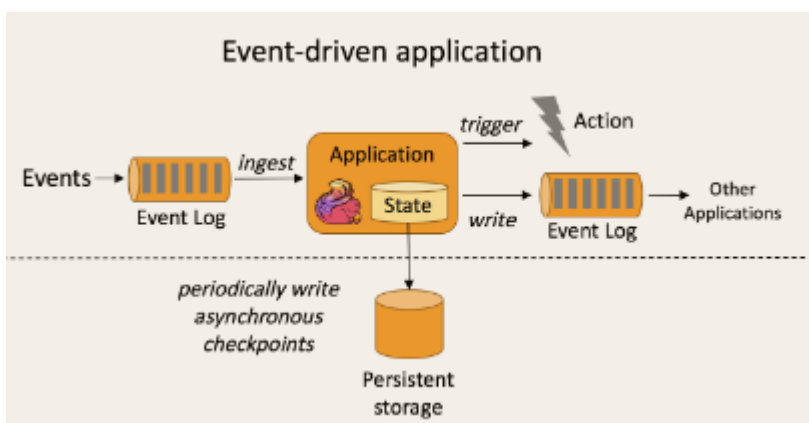 Event-driven application
Events
Event Log
ingest
Application
State
trigger
Action
write
Event Log
Other
Applications
periodically write
asynchronous
checkpoints
Persistent
storage